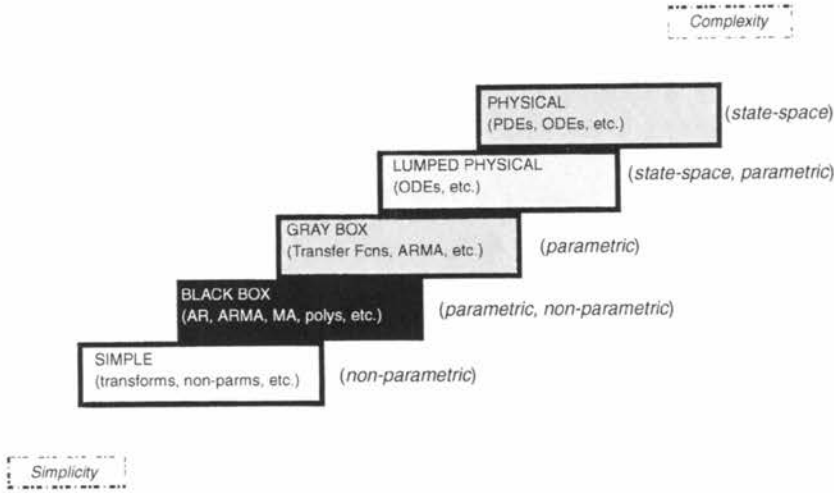 Complexity
PHYSICAL
(PDEs, ODEs, etc.)
(state-space)
LUMPED PHYSICAL
(ODEs, etc.)
(state-space, parametric)
GRAY BOX
(Transfer Fcns, ARMA, etc.)
(parametric)
BLACK BOX
(AR, ARMA, MA, polys, etc.)
(parametric, non-parametric)
SIMPLE
(transforms, non-parms, etc.)
(non-parametric)
Simplicity